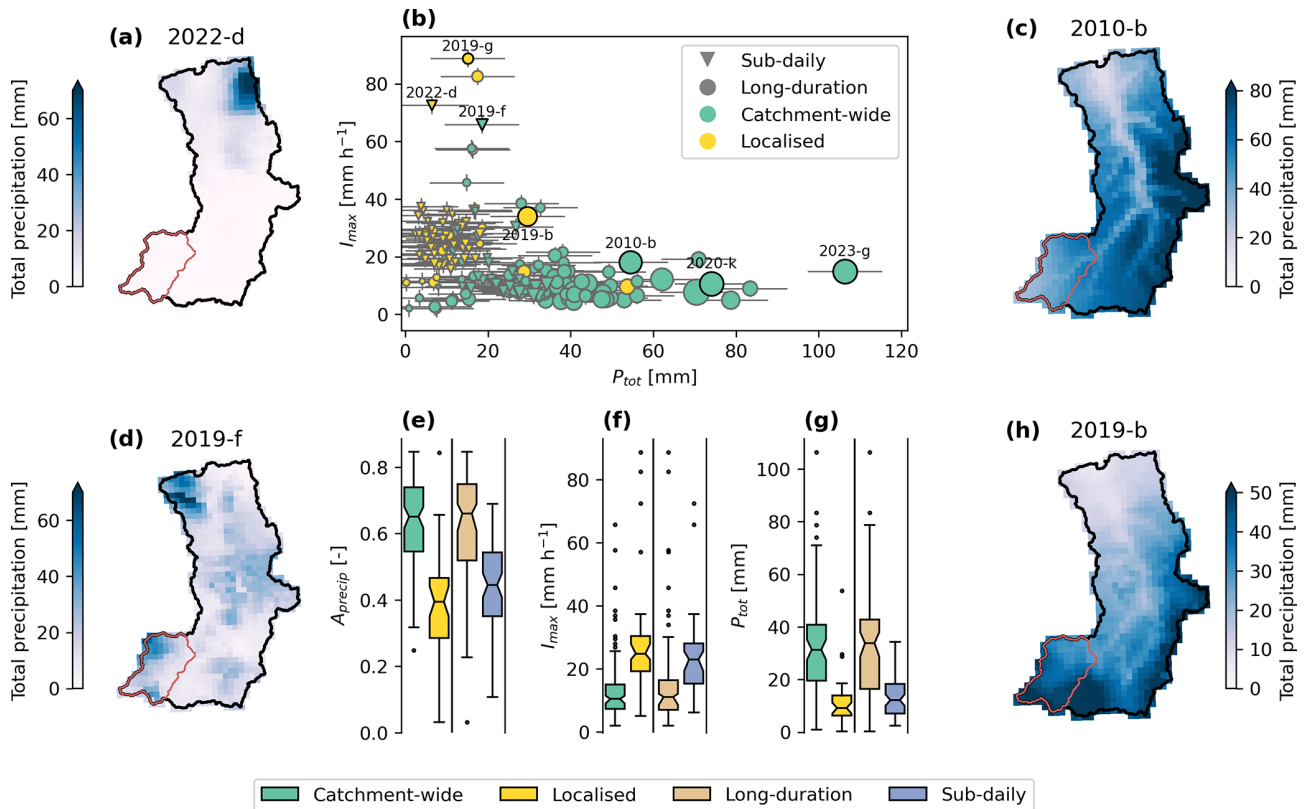 (a) 2022-d
Total precipitation [mm]
60
40
20
0
(b)
2019-g
2022-d
2019-f
2019-b
2010-b
2020-k
2023-g
Sub-daily
Long-duration
Catchment-wide
Localised
I_max [mm h⁻¹]
80
60
40
20
0
0 20 40 60 80 100 120
P_tot [mm]
(c) 2010-b
80
60
40
20
0
Total precipitation [mm]
(d) 2019-f
Total precipitation [mm]
60
40
20
0
(e)
A_precip [-]
0.8
0.6
0.4
0.2
0.0
(f)
I_max [mm h⁻¹]
80
60
40
20
0
(g)
P_tot [mm]
100
80
60
40
20
0
(h) 2019-b
50
40
30
20
10
0
Total precipitation [mm]
Catchment-wide Localised Long-duration Sub-daily